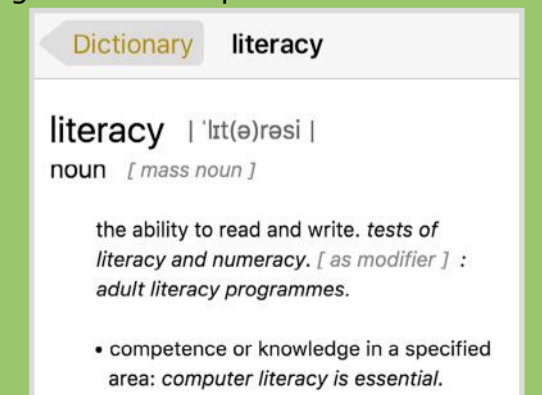 Dictionary literacy
literacy | ˈlɪt(ə)rəsi |
noun [ mass noun ]
the ability to read and write. tests of
literacy and numeracy. [ as modifier ] :
adult literacy programmes.
• competence or knowledge in a specified
area: computer literacy is essential.